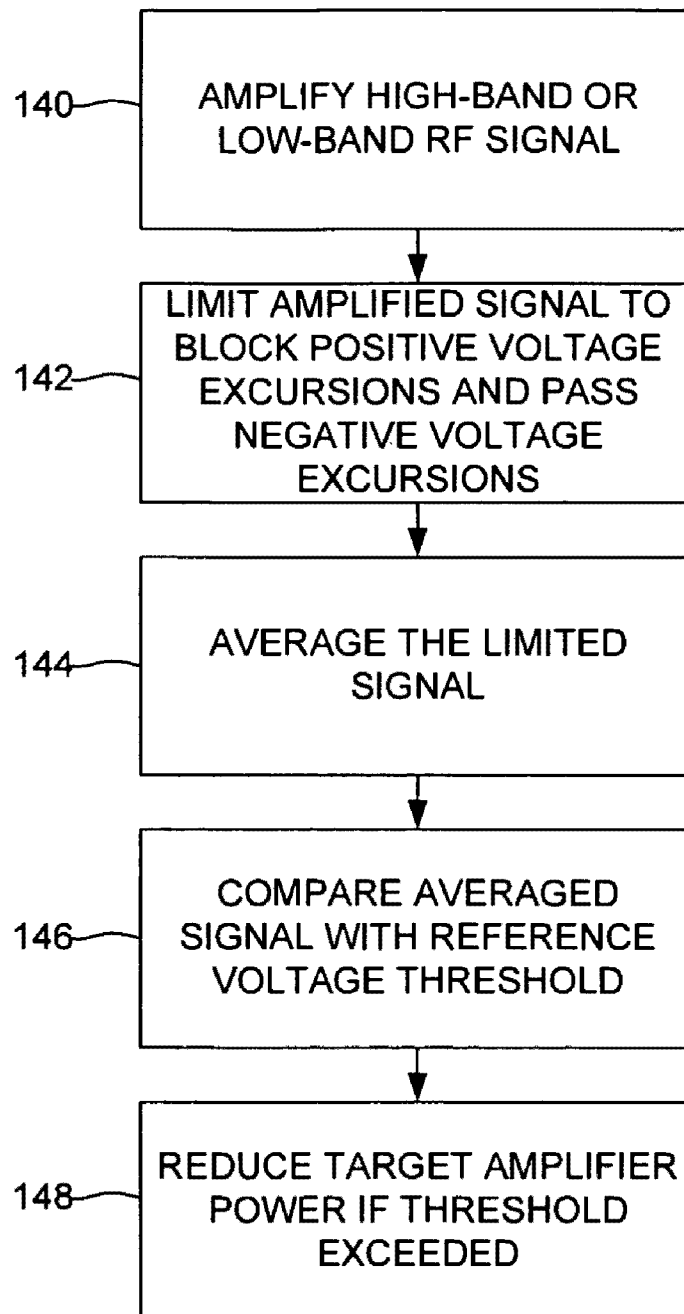 140
AMPLIFY HIGH-BAND OR
LOW-BAND RF SIGNAL
142
LIMIT AMPLIFIED SIGNAL TO
BLOCK POSITIVE VOLTAGE
EXCURSIONS AND PASS
NEGATIVE VOLTAGE
EXCURSIONS
144
AVERAGE THE LIMITED
SIGNAL
146
COMPARE AVERAGED
SIGNAL WITH REFERENCE
VOLTAGE THRESHOLD
148
REDUCE TARGET AMPLIFIER
POWER IF THRESHOLD
EXCEEDED